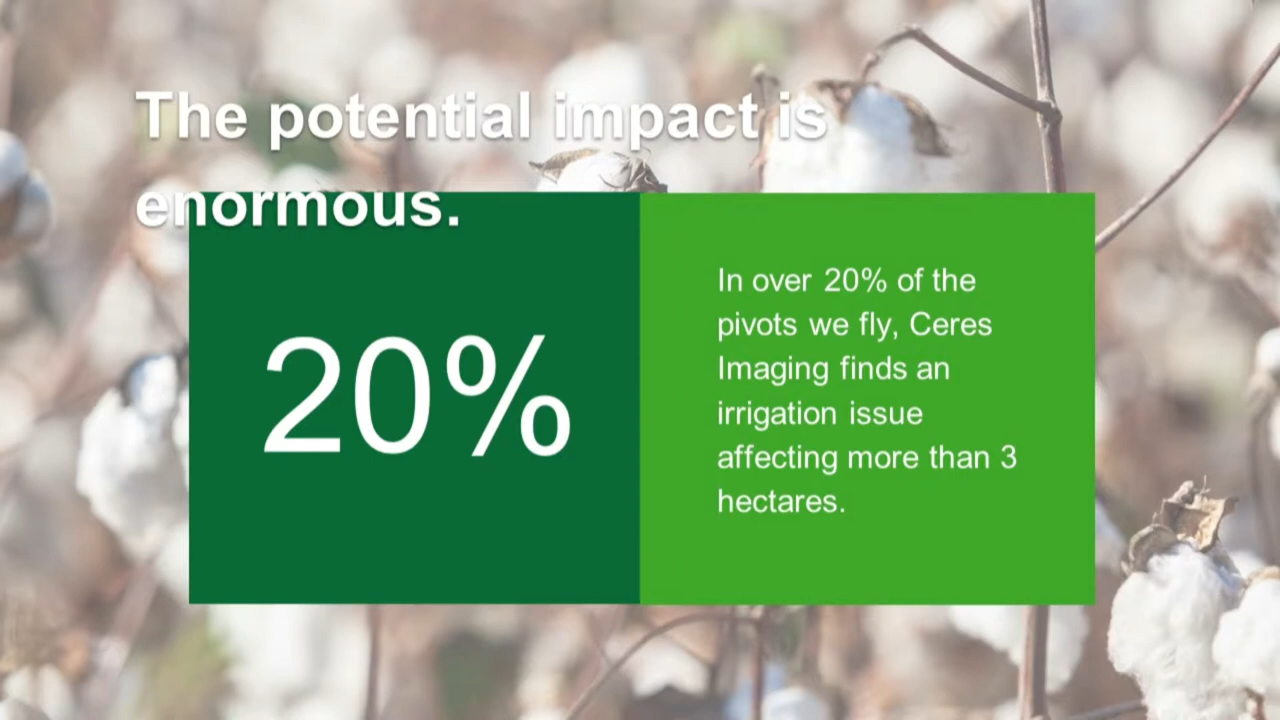 The potential impact is
enormous.
20%
In over 20% of the
pivots we fly, Ceres
Imaging finds an
irrigation issue
affecting more than 3
hectares.